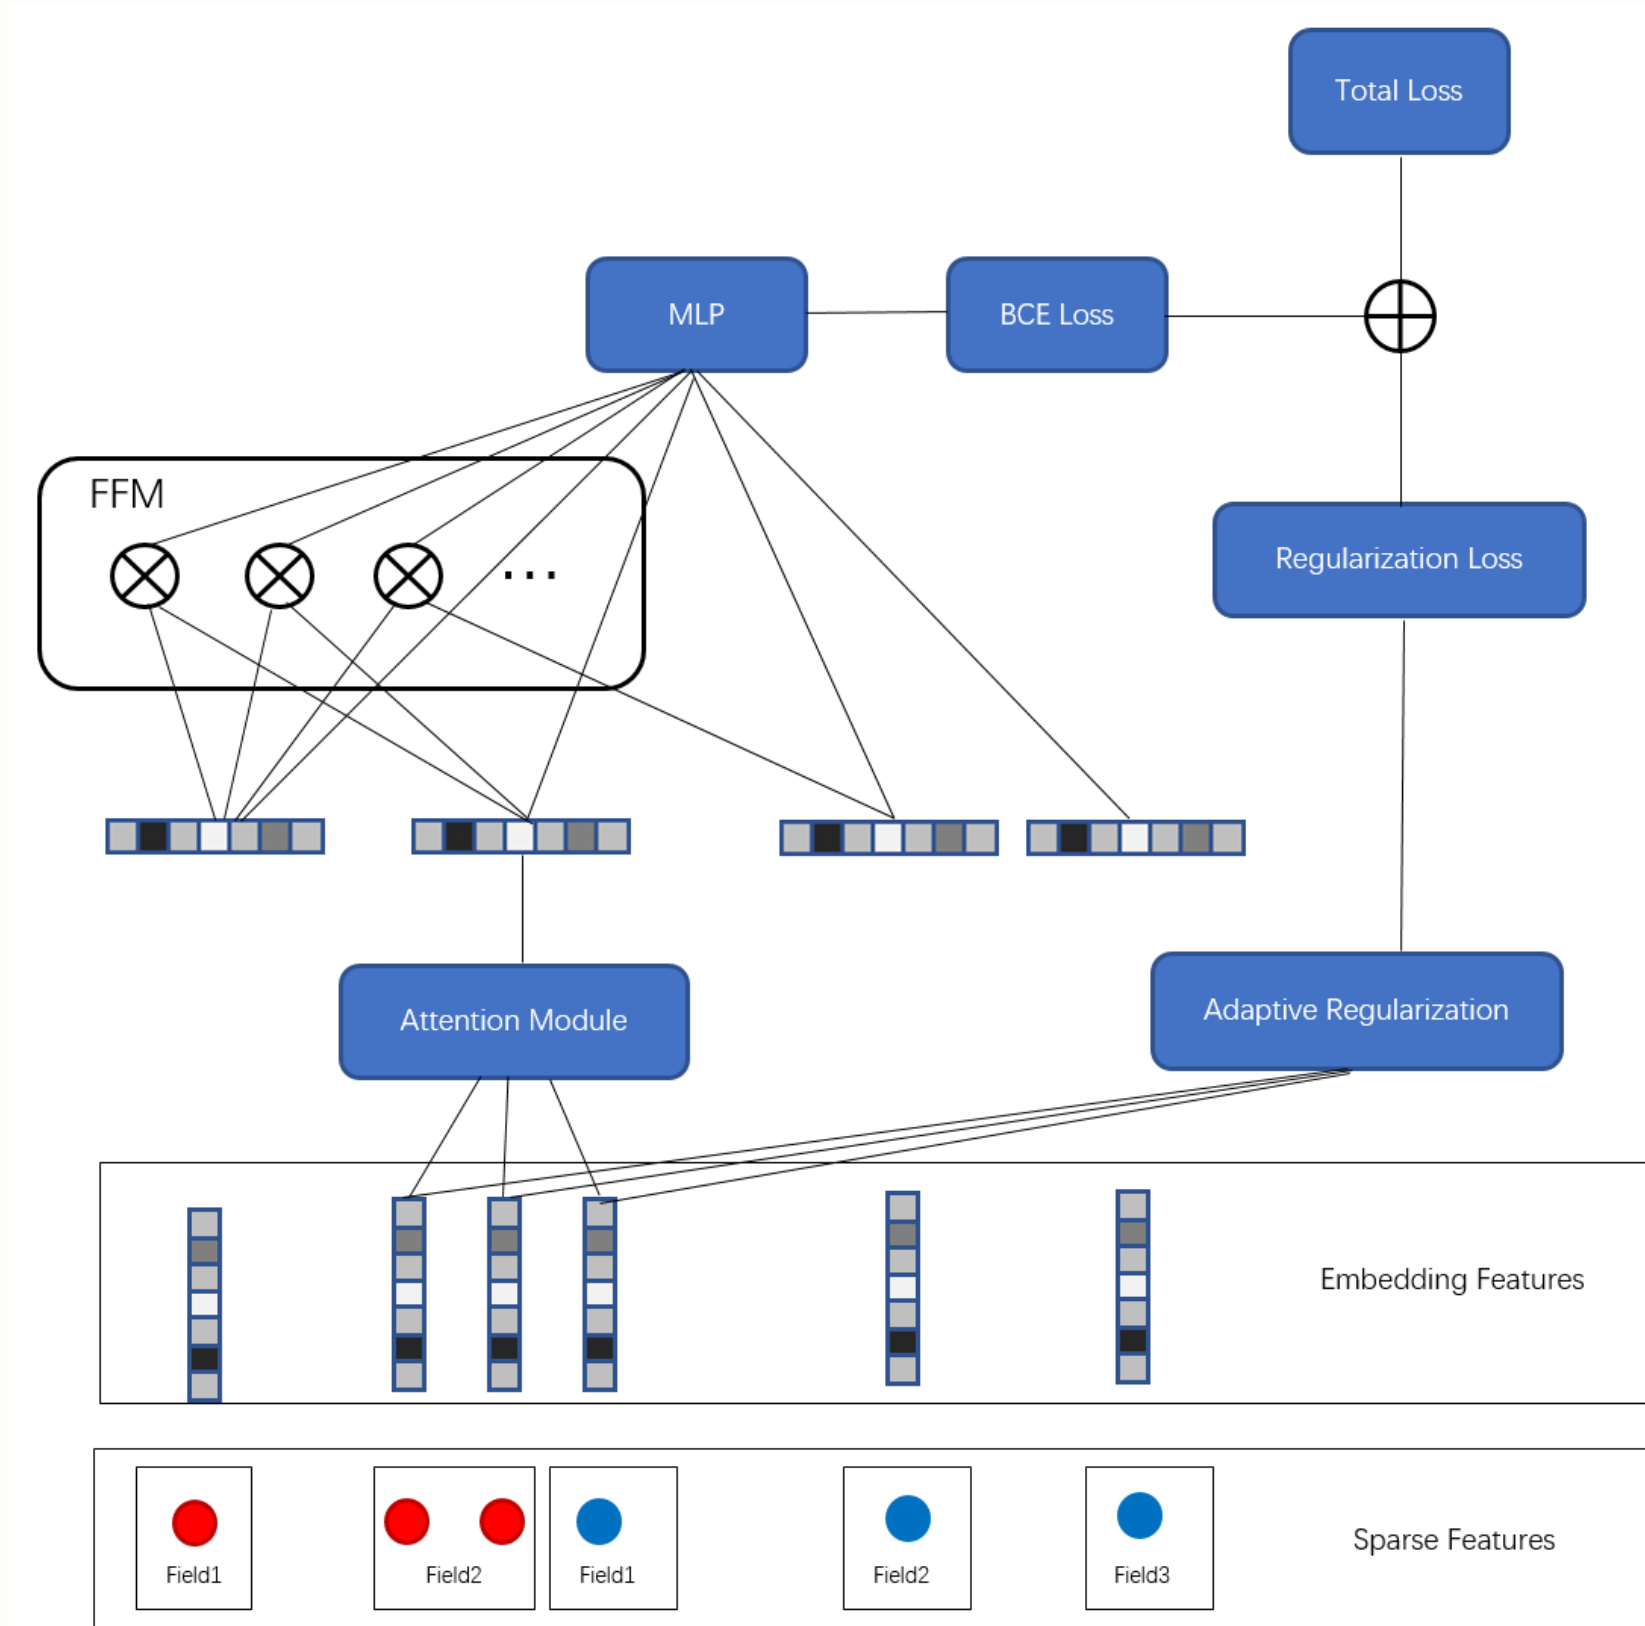 Total Loss
MLP
BCE Loss
FFM
...
Regularization Loss
Attention Module
Adaptive Regularization
Embedding Features
Field1
Field2
Field1
Field2
Field3
Sparse Features